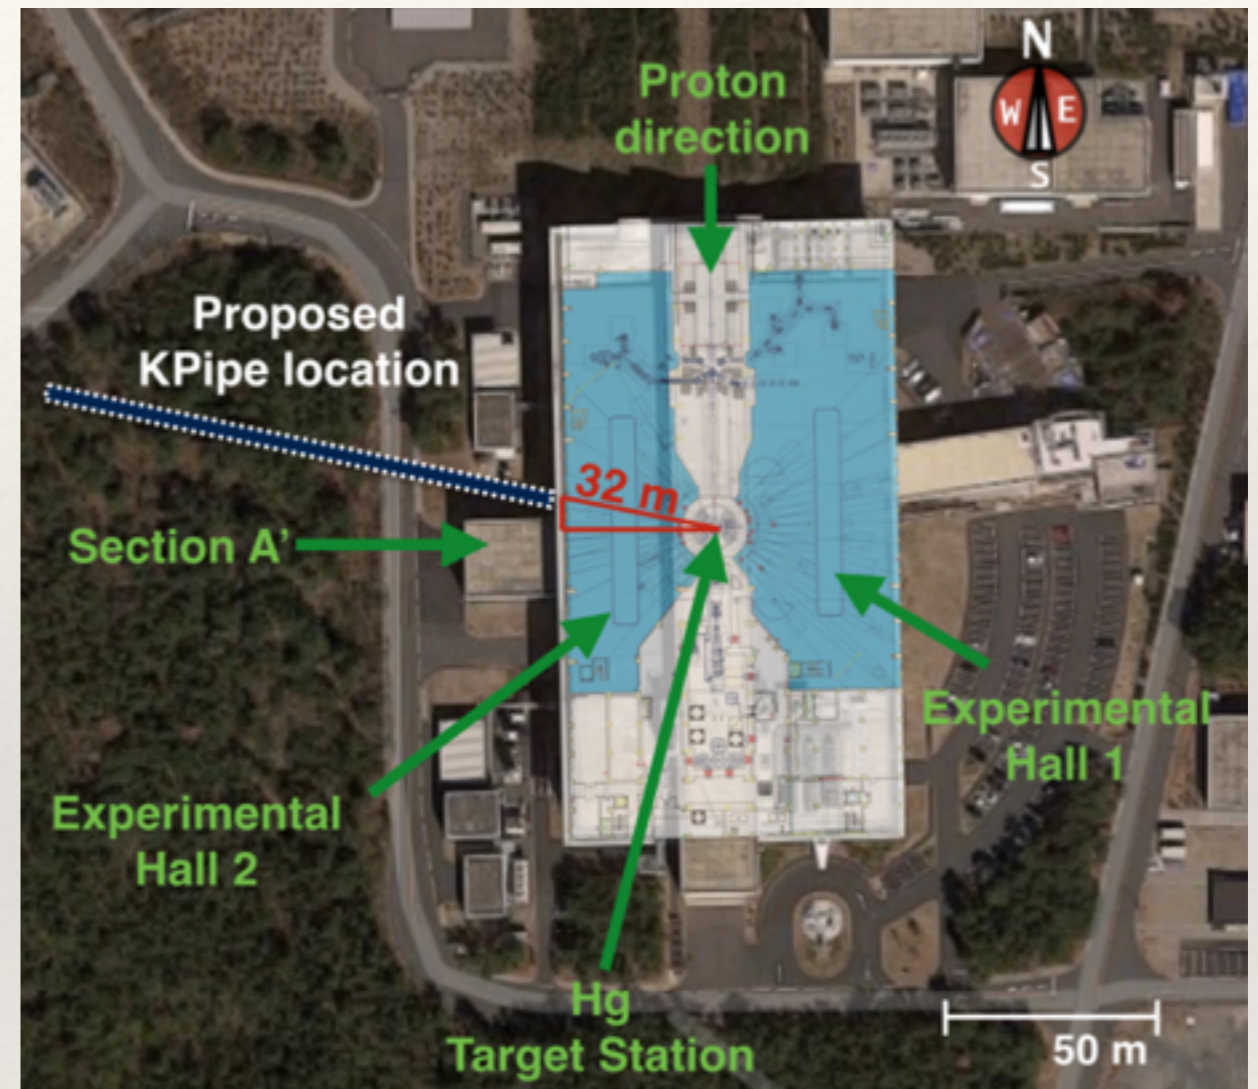 N
W E
S
Proton
direction
Proposed
KPipe location
32 m
Section A’
Experimental
Hall 1
Experimental
Hall 2
Hg
Target Station
50 m